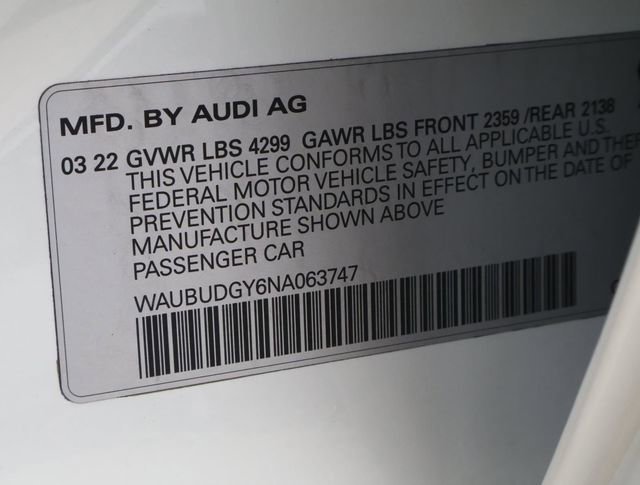 MFD. BY AUDI AG
03 22 GVWR LBS 4299 GAWR LBS FRONT 2359 /REAR 2138
THIS VEHICLE CONFORMS TO ALL APPLICABLE U.S.
FEDERAL MOTOR VEHICLE SAFETY, BUMPER AND THEF
PREVENTION STANDARDS IN EFFECT ON THE DATE OF
MANUFACTURE SHOWN ABOVE
PASSENGER CAR
WAUBUDGY6NA063747